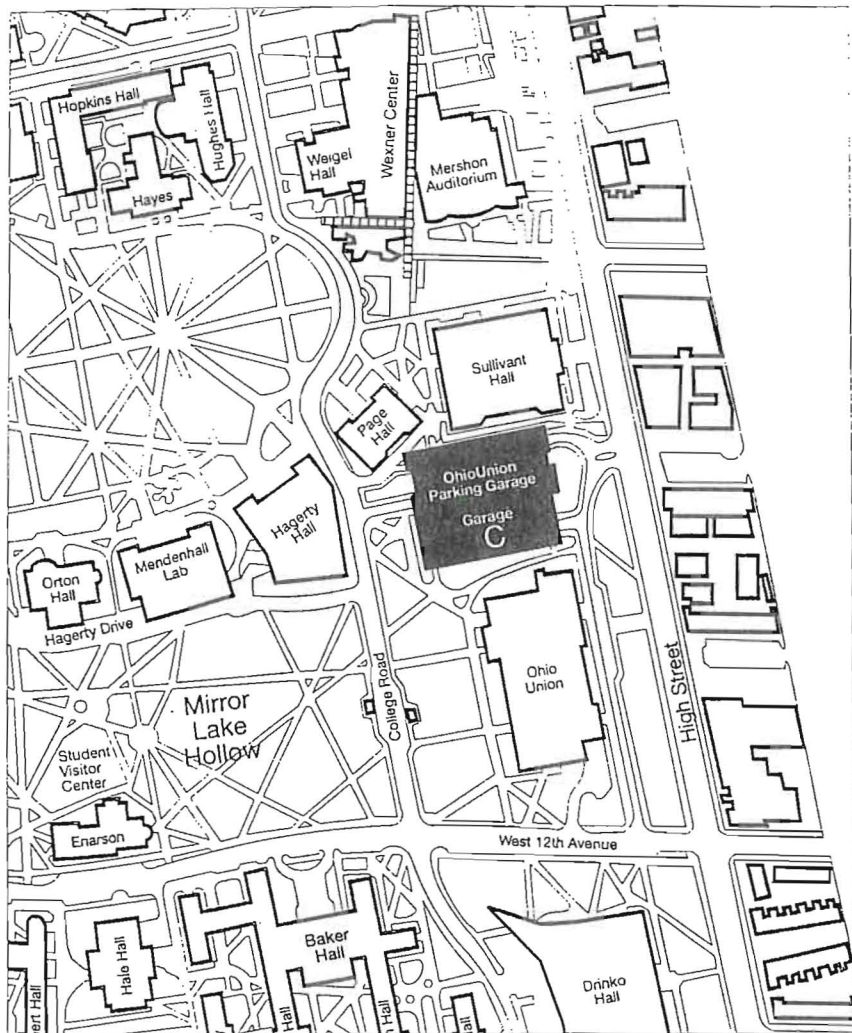 Hopkins Hall
Hughes Hall
Hayes
Weigel
Hall
Wexner Center
Mershon
Auditorium
Sullivant
Hall
Page
Hall
OhioUnion
Parking Garage
Garage
C
Hagerty
Hall
Mendenhall
Lab
Orton
Hall
Hagerty Drive
Mirror
Lake
Hollow
College Road
Ohio
Union
High Street
Student
Visitor
Center
Enarson
West 12th Avenue
Hale Hall
Baker
Hall
Drinko
Hall
Hall
Hall
Hall
Hall